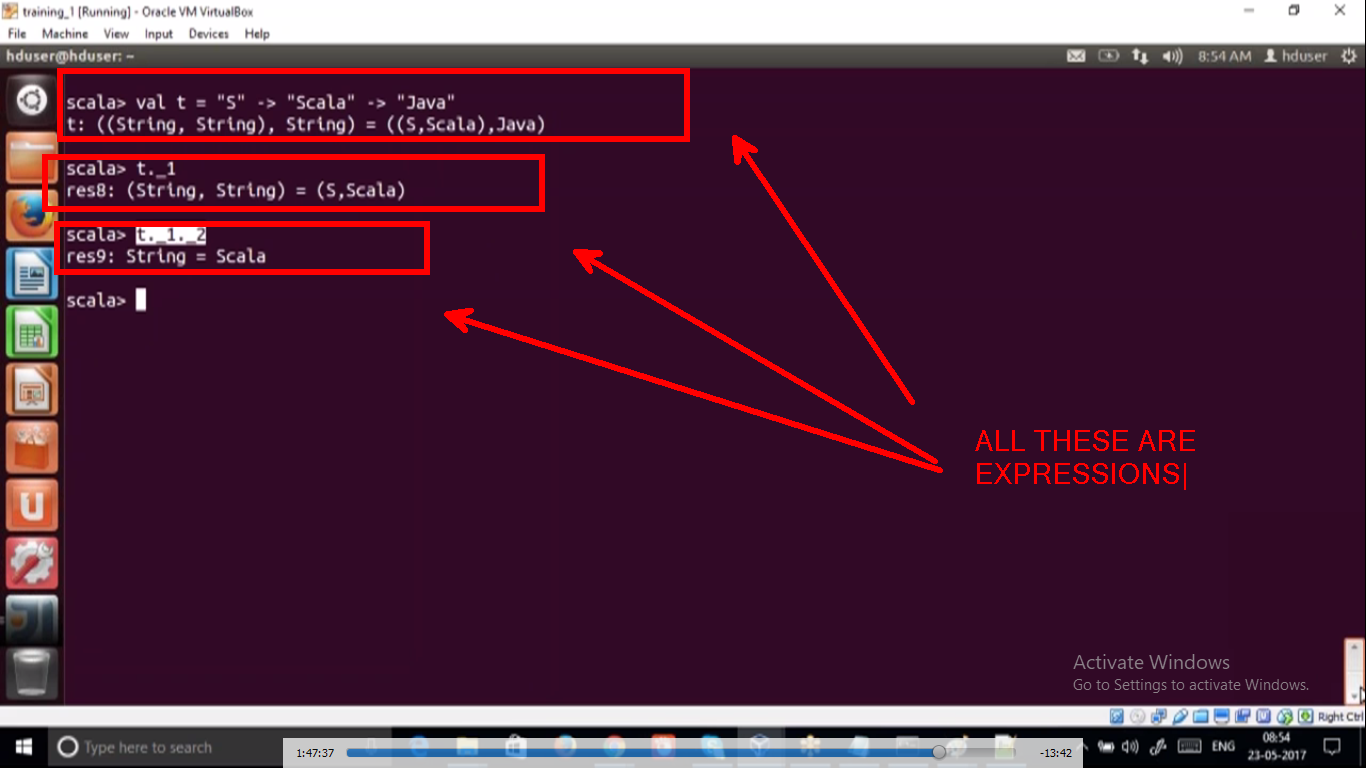 training_1 [Running] - Oracle VM VirtualBox
File Machine View Input Devices Help
hduser@hduser: ~
8:54 AM hduser
scala> val t = "S" -> "Scala" -> "Java"
t: ((String, String), String) = ((S,Scala),Java)
scala> t._1
res8: (String, String) = (S,Scala)
scala> t._1._2
res9: String = Scala
scala>
ALL THESE ARE
EXPRESSIONS|
Activate Windows
Go to Settings to activate Windows.
Right Ctrl
Type here to search
1:47:37
-13:42
ENG
08:54
23-05-2017